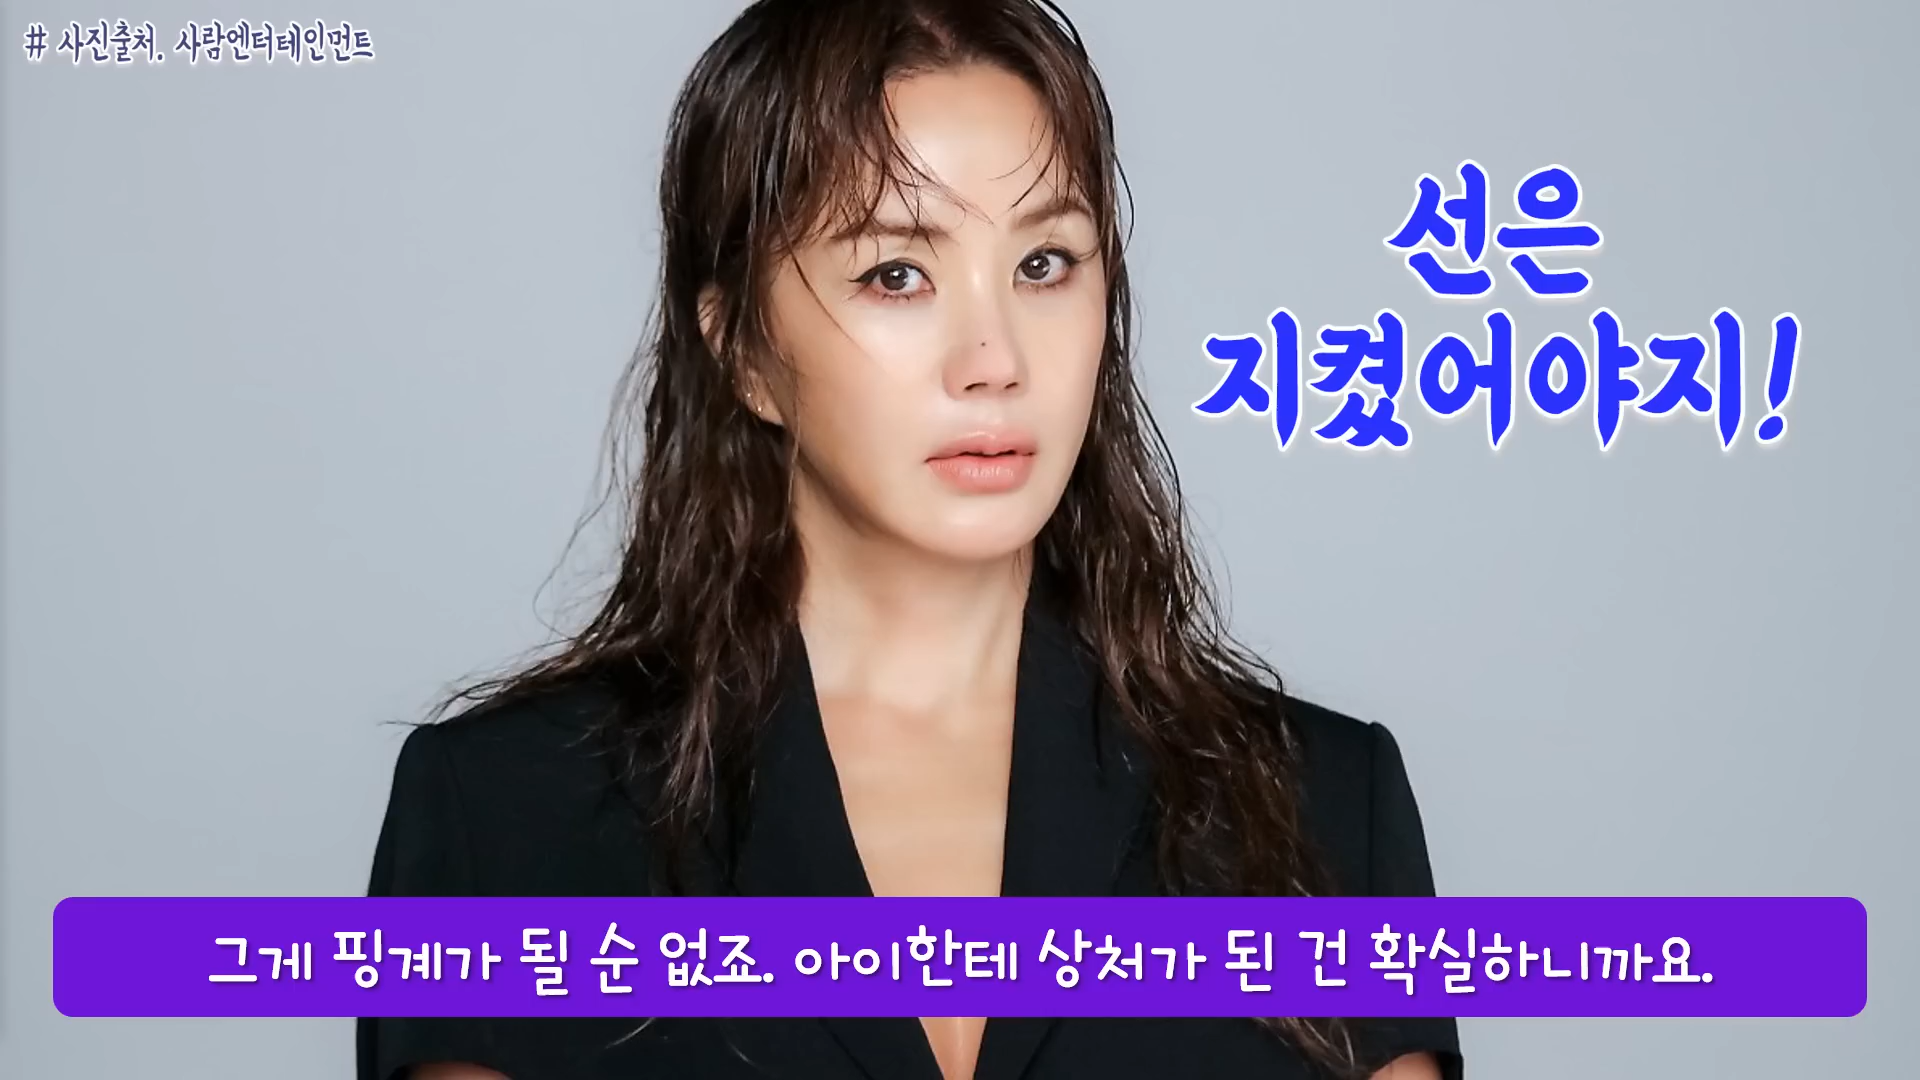 # 사진출처. 사람엔터테인먼트
선은
지켰어야지!
그게 핑계가 될 순 없죠. 아이한테 상처가 된 건 확실하니까요.